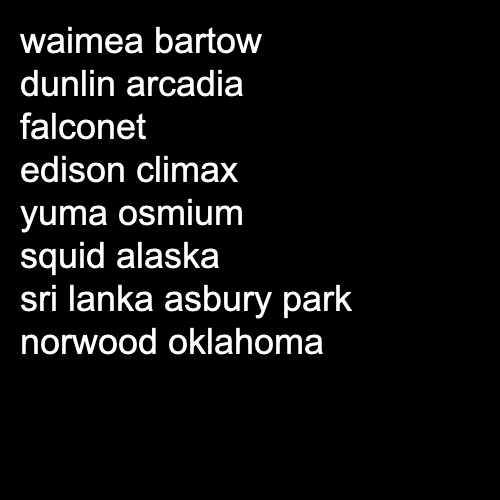 waimea bartow
dunlin arcadia
falconet
edison climax
yuma osmium
squid alaska
sri lanka asbury park
norwood oklahoma